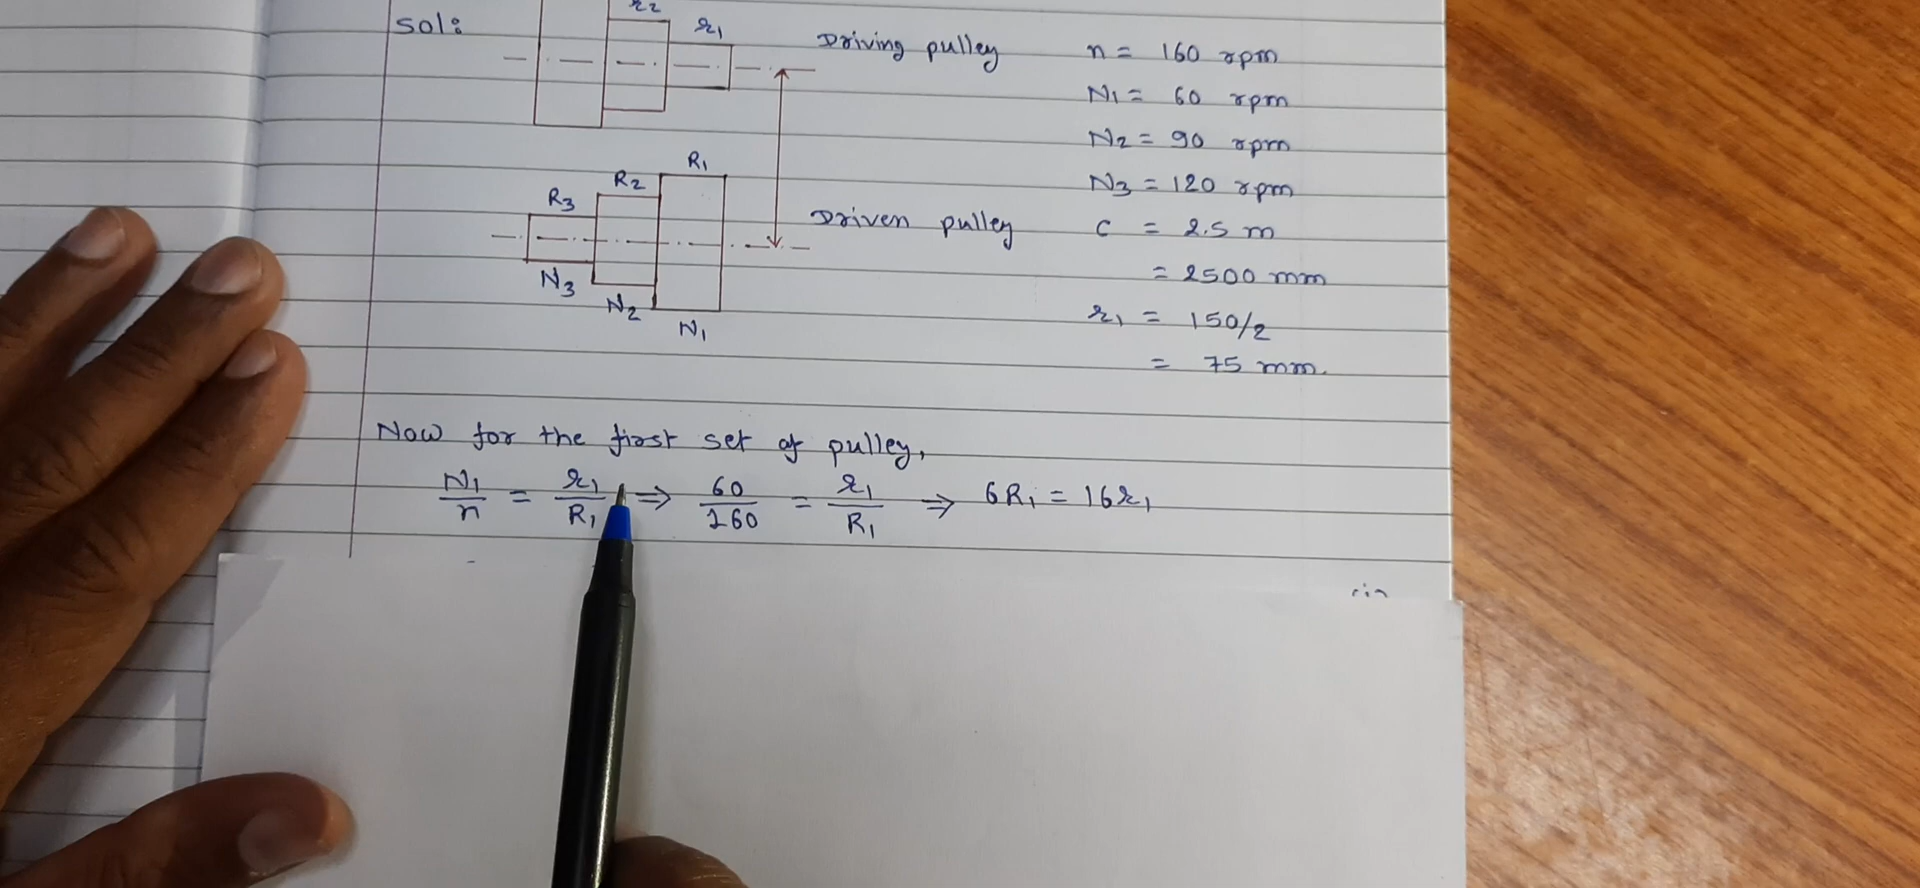 Sol:
r2
r1
Driving pulley
n = 160 rpm
N1 = 60 rpm
N2 = 90 rpm
N3 = 120 rpm
R1
R2
R3
Driven pulley
c = 2.5 m
= 2500 mm
N3
N2
N1
r1 = 150/2
= 75 mm.
Now for the first set of pulley,
N1/n = r1/R1 ⇒ 60/160 = r1/R1 ⇒ 6R1 = 16r1